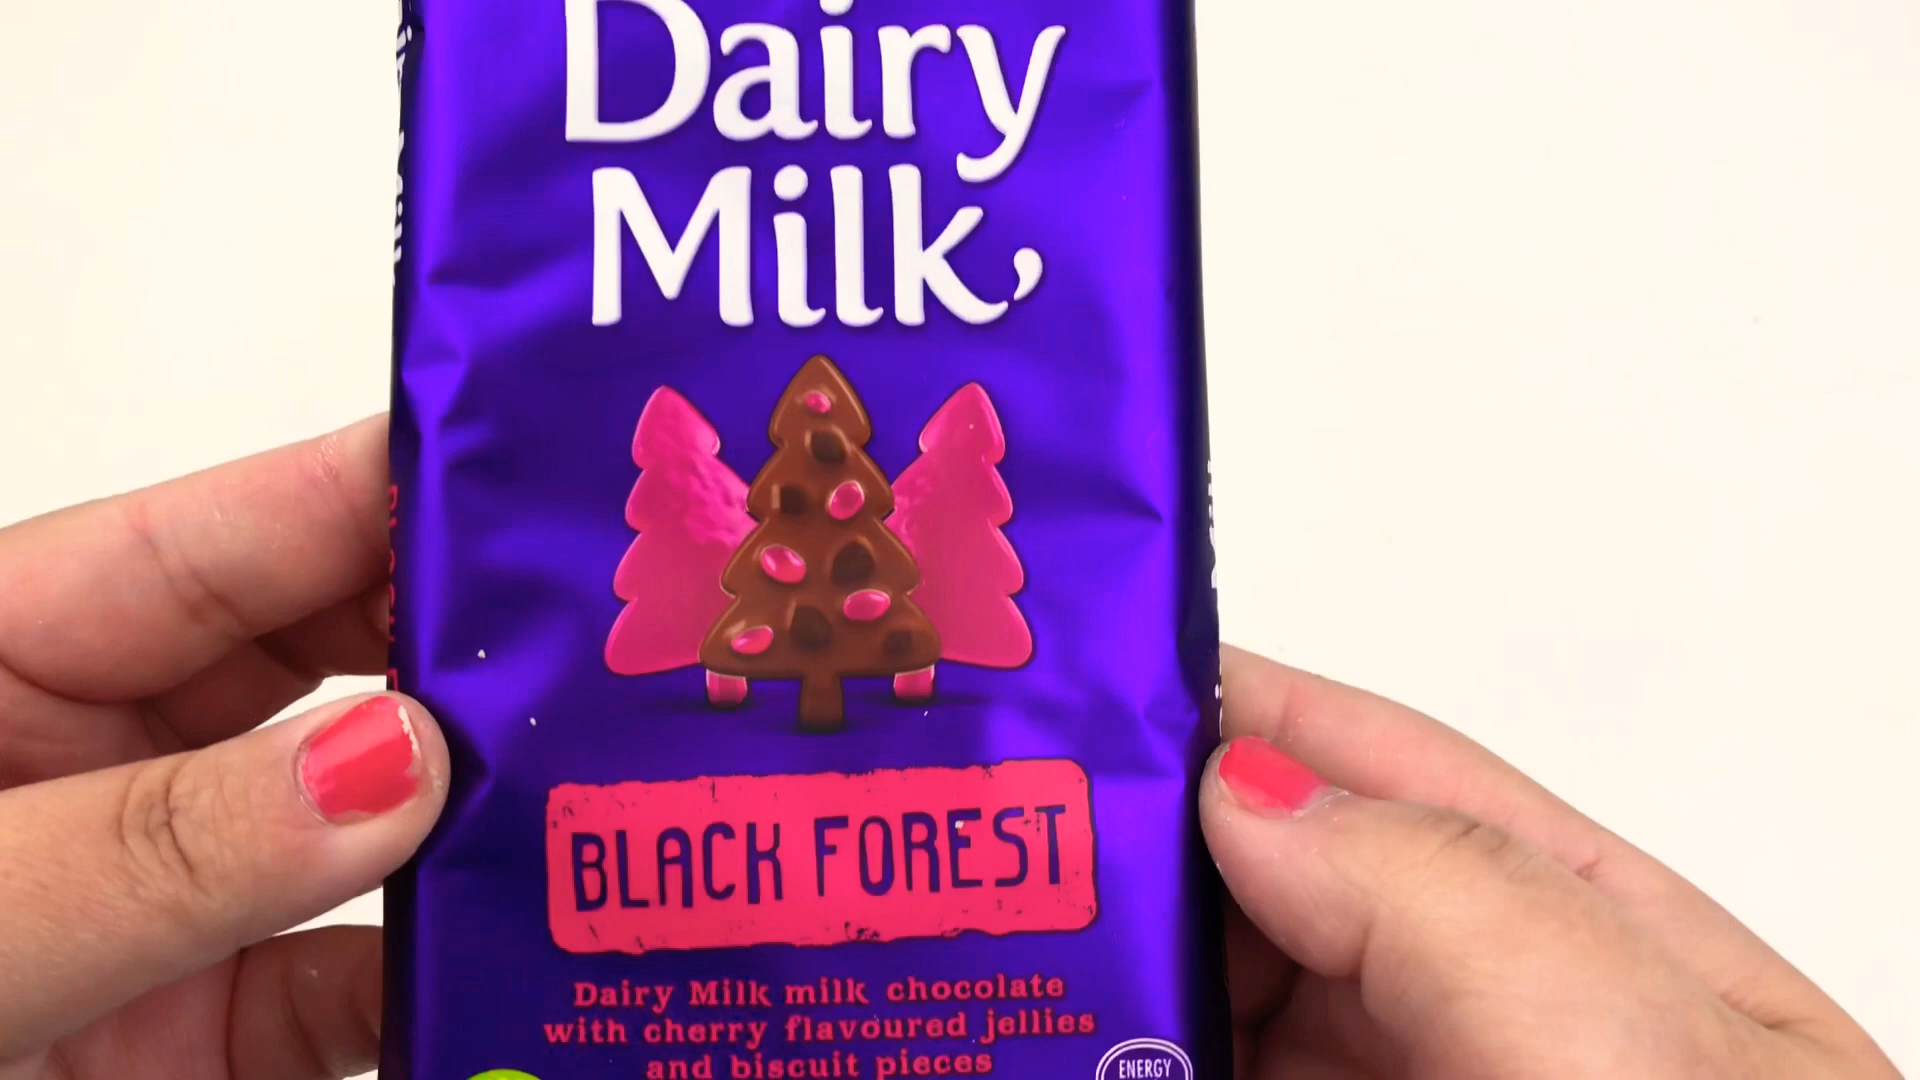 Dairy
Milk
BLACK FOREST
Dairy Milk milk chocolate
with cherry flavoured jellies
and biscuit pieces
ENERGY